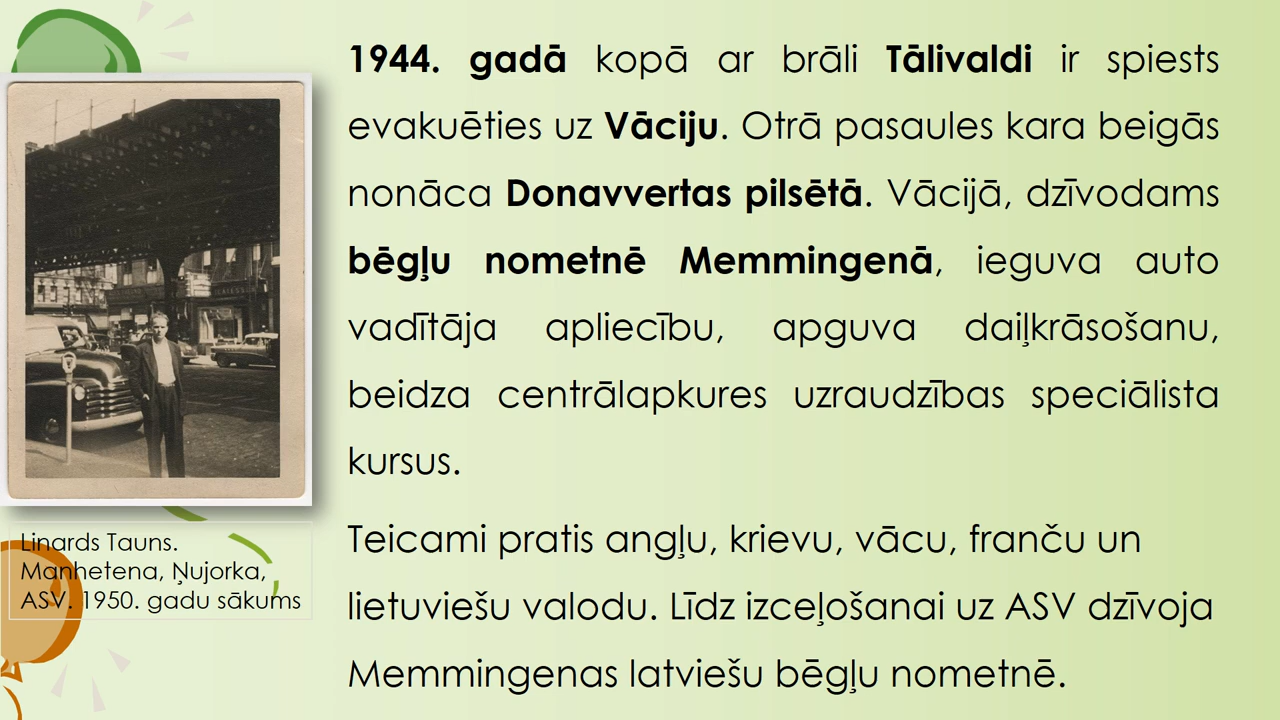 1944. gadā kopā ar brāli Tālivaldi ir spiests
evakuēties uz Vāciju. Otrā pasaules kara beigās
nonāca Donavvertas pilsētā. Vācijā, dzīvodams
bēgļu nometnē Memmingenā, ieguva auto
vadītāja apliecību, apguva daiļkrāsošanu,
beidza centrālapkures uzraudzības speciālista
kursus.
Teicami pratis angļu, krievu, vācu, franču un
lietuviešu valodu. Līdz izceļošanai uz ASV dzīvoja
Memmingenas latviešu bēgļu nometnē.
Linards Tauns.
Manhetena, Ņujorka,
ASV. 1950. gadu sākums